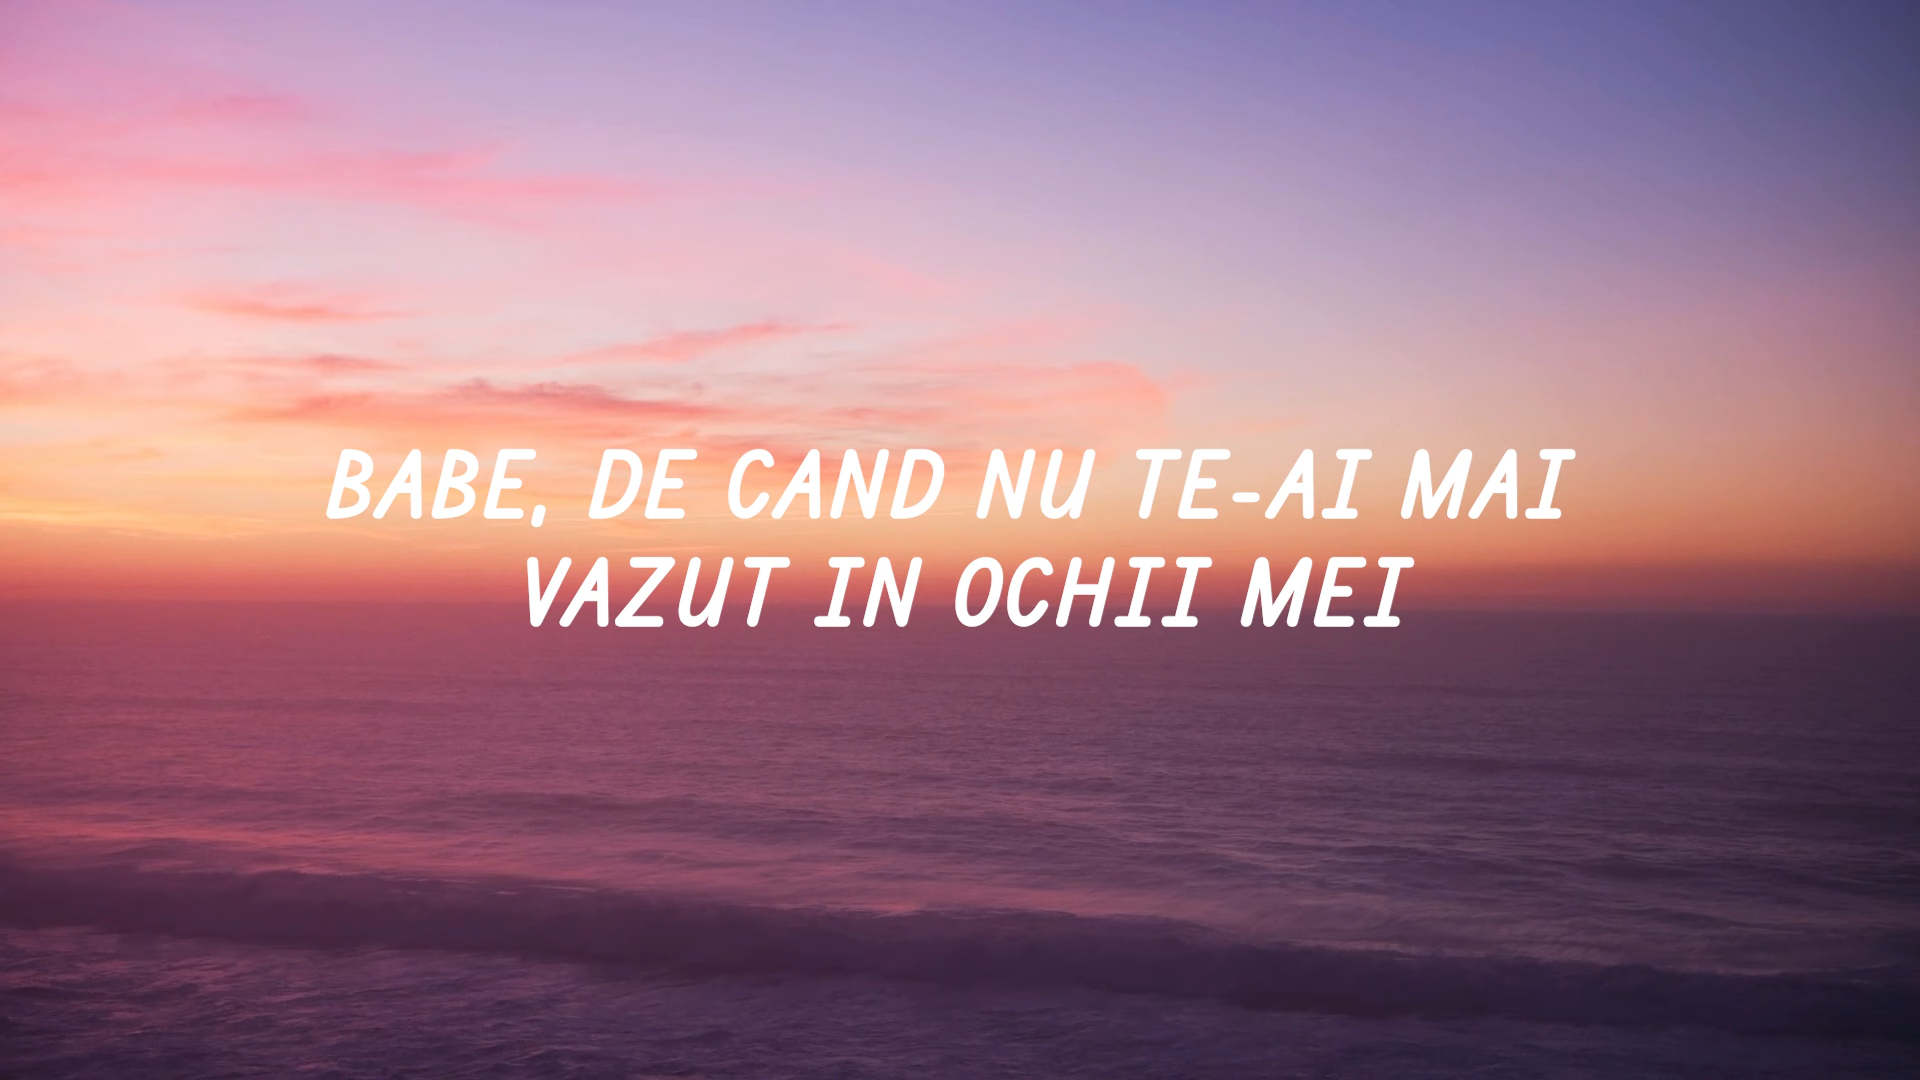 BABE, DE CAND NU TE-AI MAI
VAZUT IN OCHII MEI